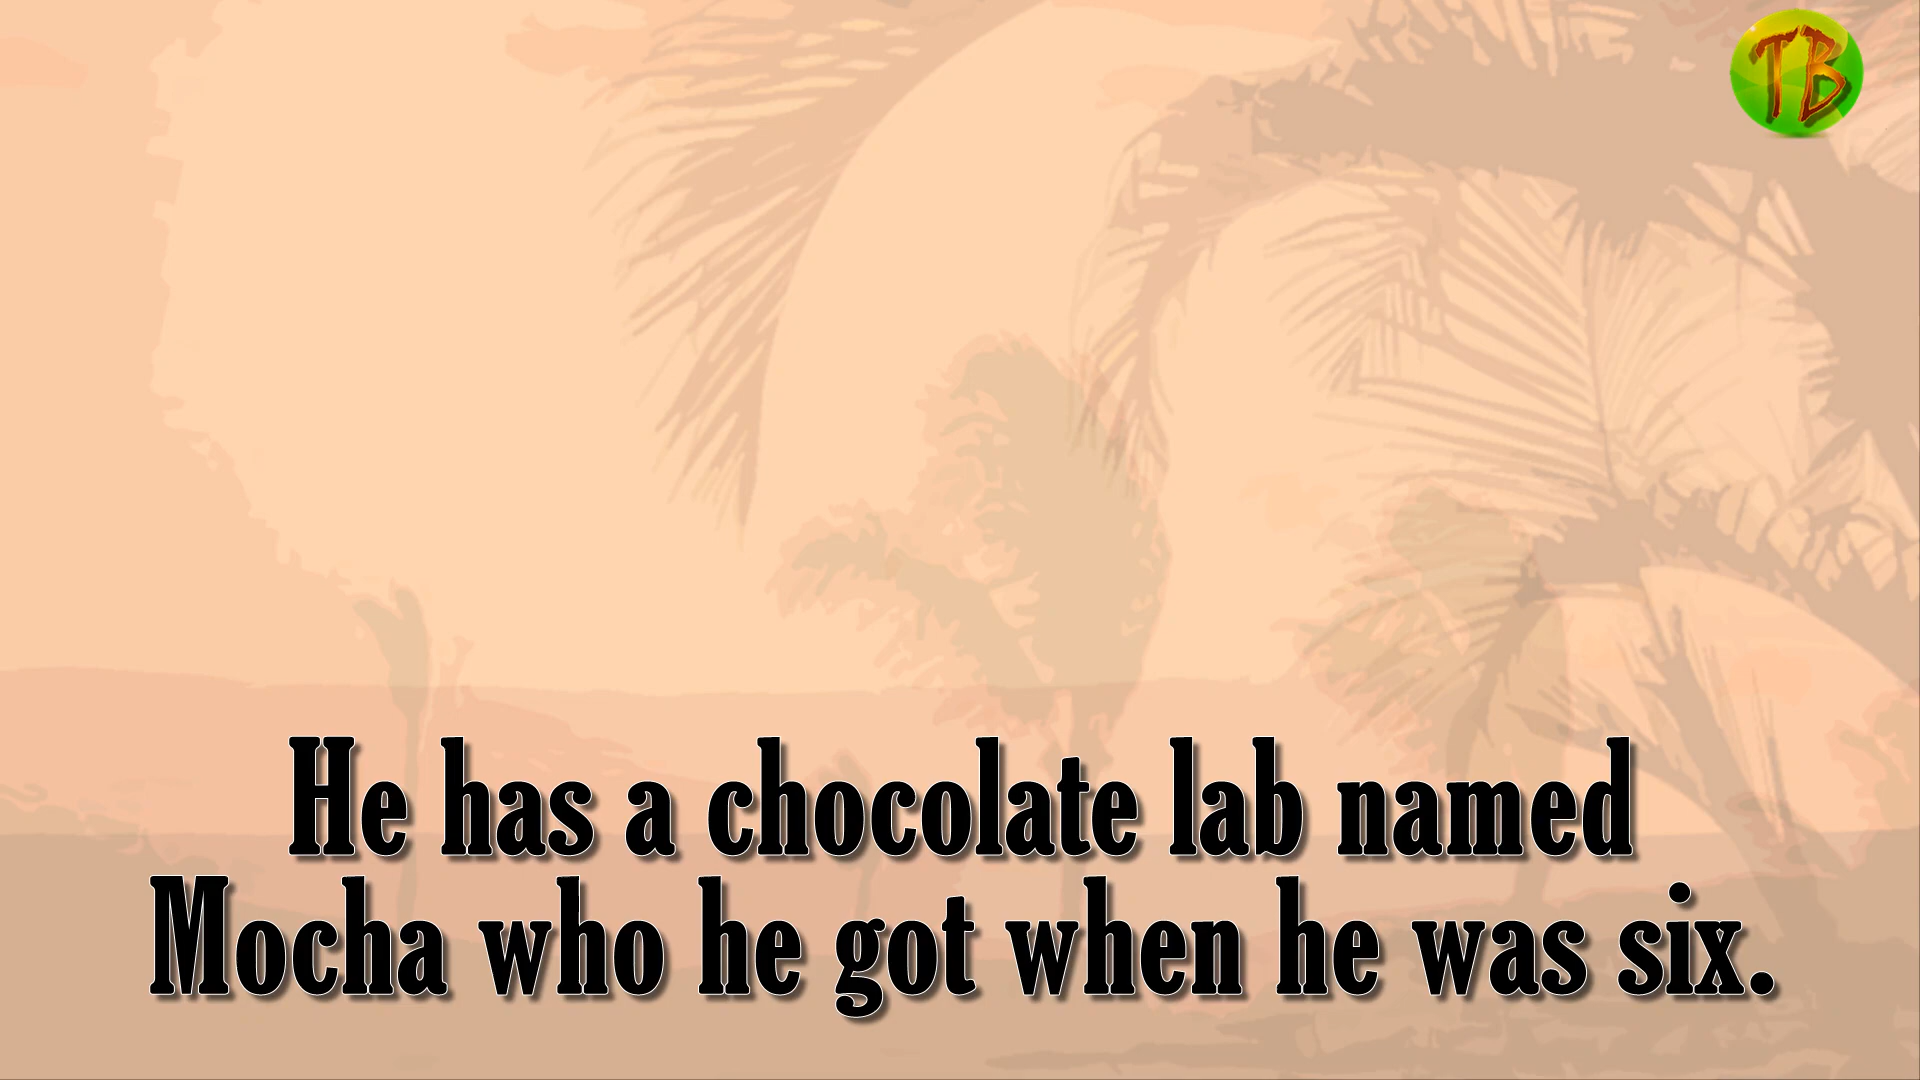 TB
He has a chocolate lab named
Mocha who he got when he was six.